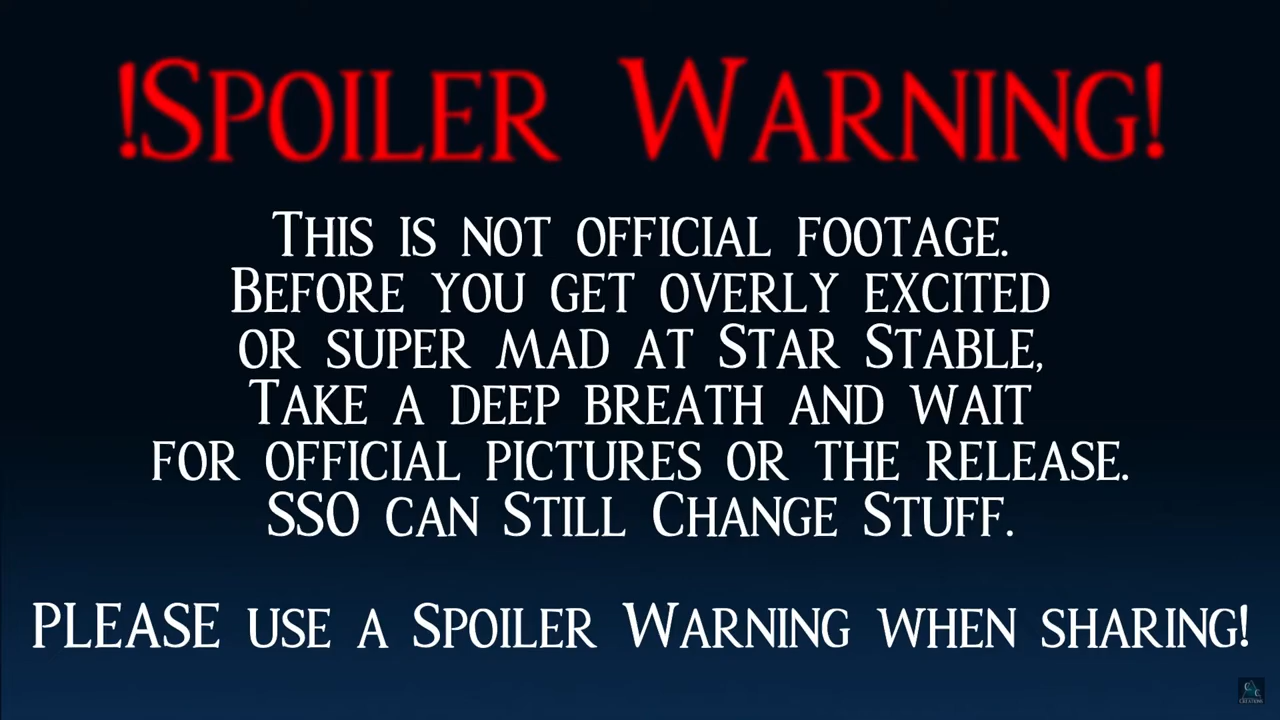 !Spoiler Warning!
This is not official footage.
Before you get overly excited
or super mad at Star Stable,
Take a deep breath and wait
for official pictures or the release.
SSO can Still Change Stuff.
PLEASE use a Spoiler Warning when sharing!